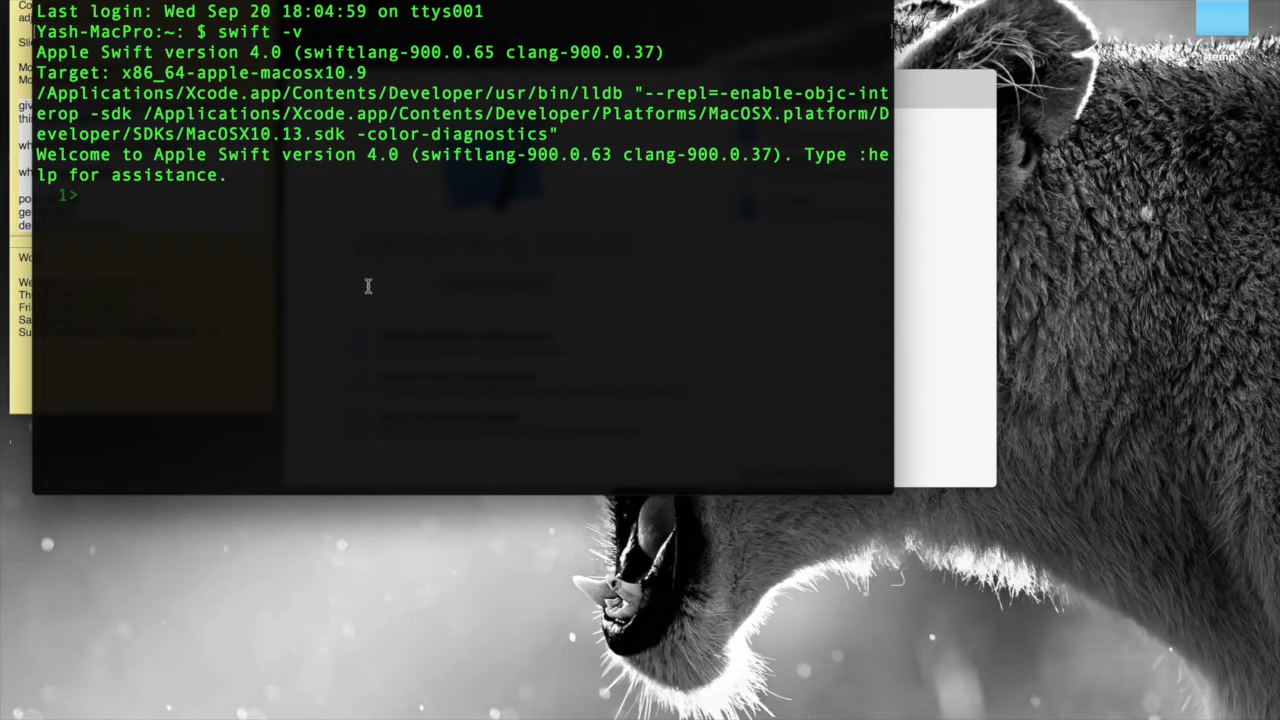 Last login: Wed Sep 20 18:04:59 on ttys001
Yash-MacPro:~: $ swift -v
Apple Swift version 4.0 (swiftlang-900.0.65 clang-900.0.37)
Target: x86_64-apple-macosx10.9
/Applications/Xcode.app/Contents/Developer/usr/bin/lldb "--repl=-enable-objc-int
erop -sdk /Applications/Xcode.app/Contents/Developer/Platforms/MacOSX.platform/D
eveloper/SDKs/MacOSX10.13.sdk -color-diagnostics"
Welcome to Apple Swift version 4.0 (swiftlang-900.0.63 clang-900.0.37). Type :he
lp for assistance.
1>
temp